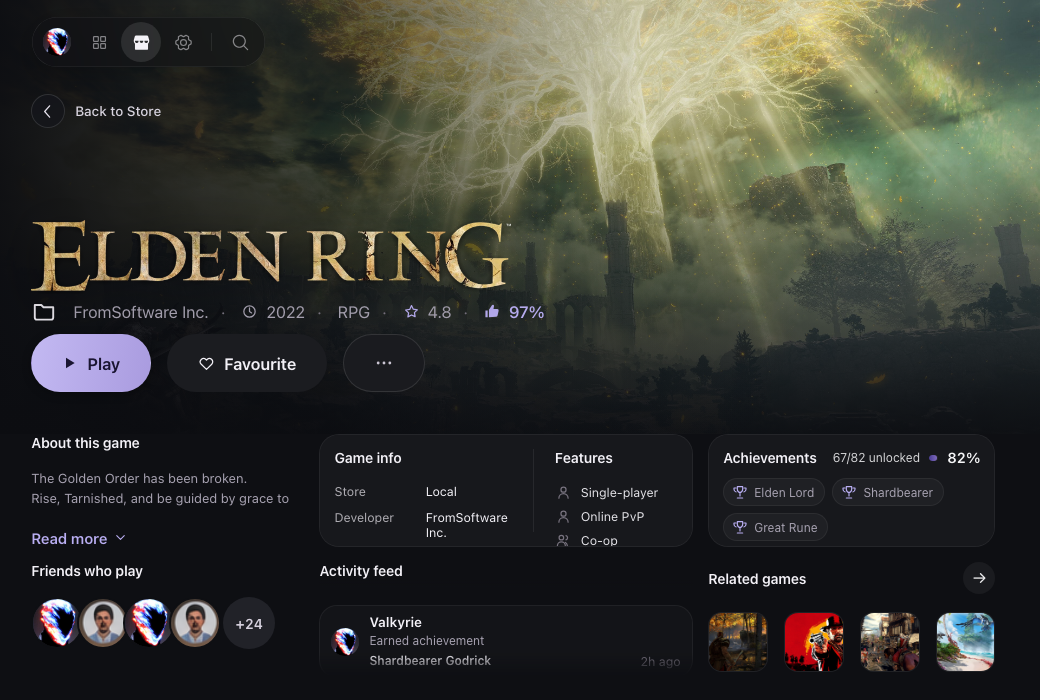 Back to Store
ELDEN RING™
FromSoftware Inc. · 2022 · RPG · 4.8 · 97%
Play
Favourite
···
About this game
The Golden Order has been broken.
Rise, Tarnished, and be guided by grace to
Read more
Game info
Store Local
Developer FromSoftware
Inc.
Features
Single-player
Online PvP
Co-op
Achievements 67/82 unlocked 82%
Elden Lord
Shardbearer
Great Rune
Friends who play
+24
Activity feed
Valkyrie
Earned achievement
Shardbearer Godrick
2h ago
Related games